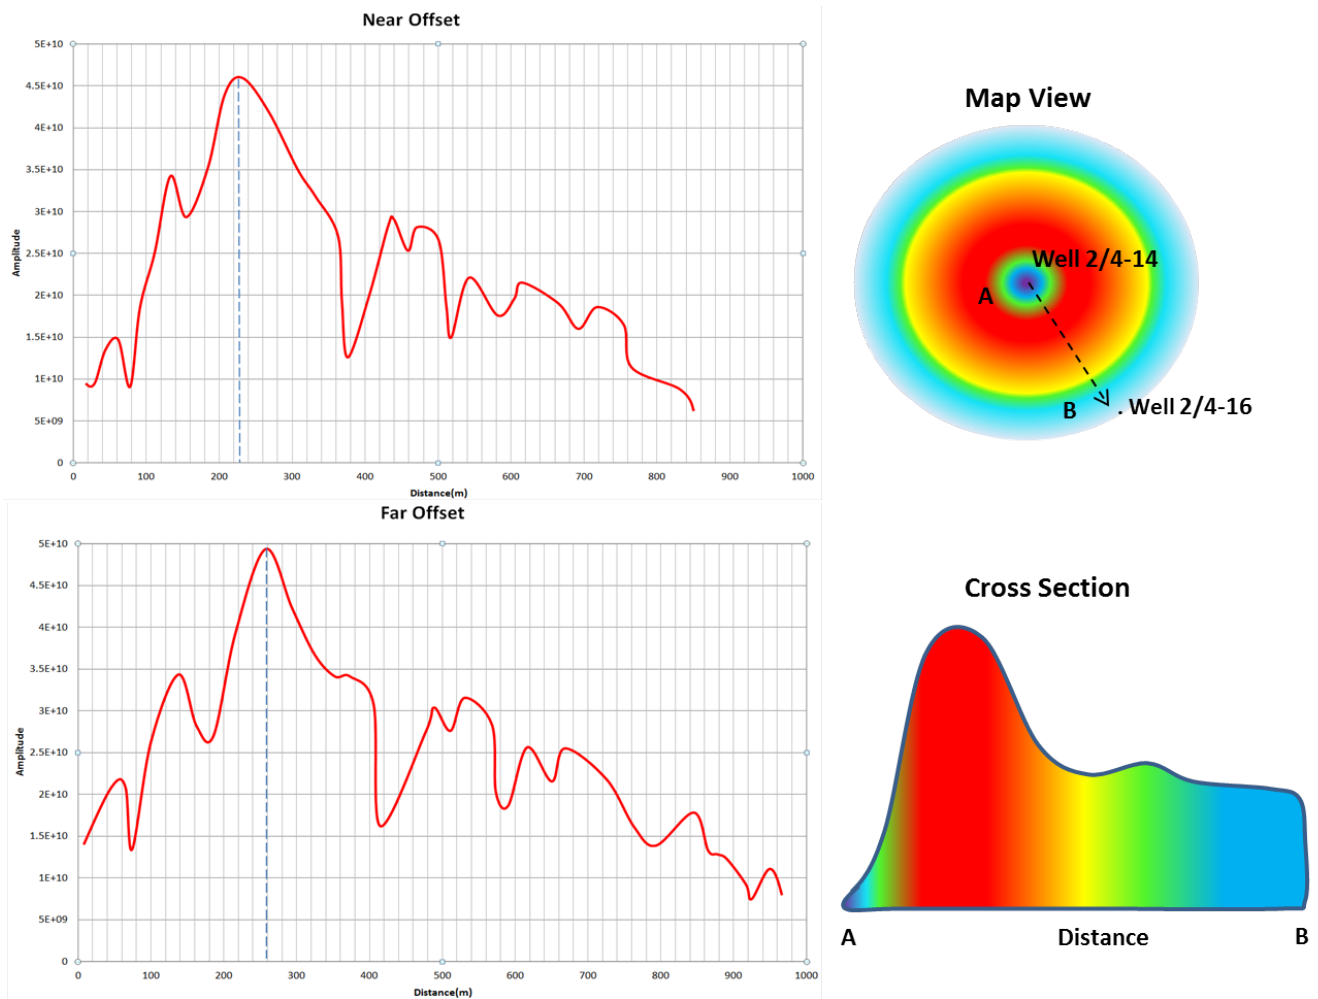 Near Offset
5E+10
4.5E+10
4E+10
3.5E+10
3E+10
2.5E+10
2E+10
1.5E+10
1E+10
5E+09
0
Amplitude
0 100 200 300 400 500 600 700 800 900 1000
Distance(m)
Map View
Well 2/4-14
A
B
. Well 2/4-16
Far Offset
5E+10
4.5E+10
4E+10
3.5E+10
3E+10
2.5E+10
2E+10
1.5E+10
1E+10
5E+09
0
Amplitude
0 100 200 300 400 500 600 700 800 900 1000
Distance(m)
Cross Section
A Distance B